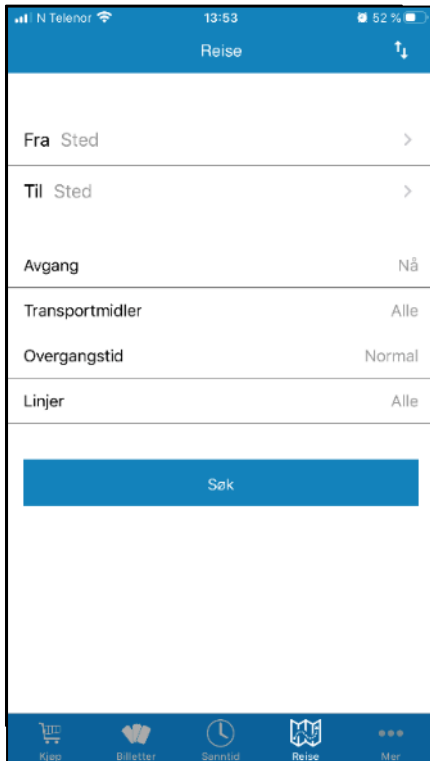 N Telenor 13:53 52 %
Reise
Fra Sted
Til Sted
Avgang Nå
Transportmidler Alle
Overgangstid Normal
Linjer Alle
Søk
Kjøp Billetter Sanntid Reise Mer